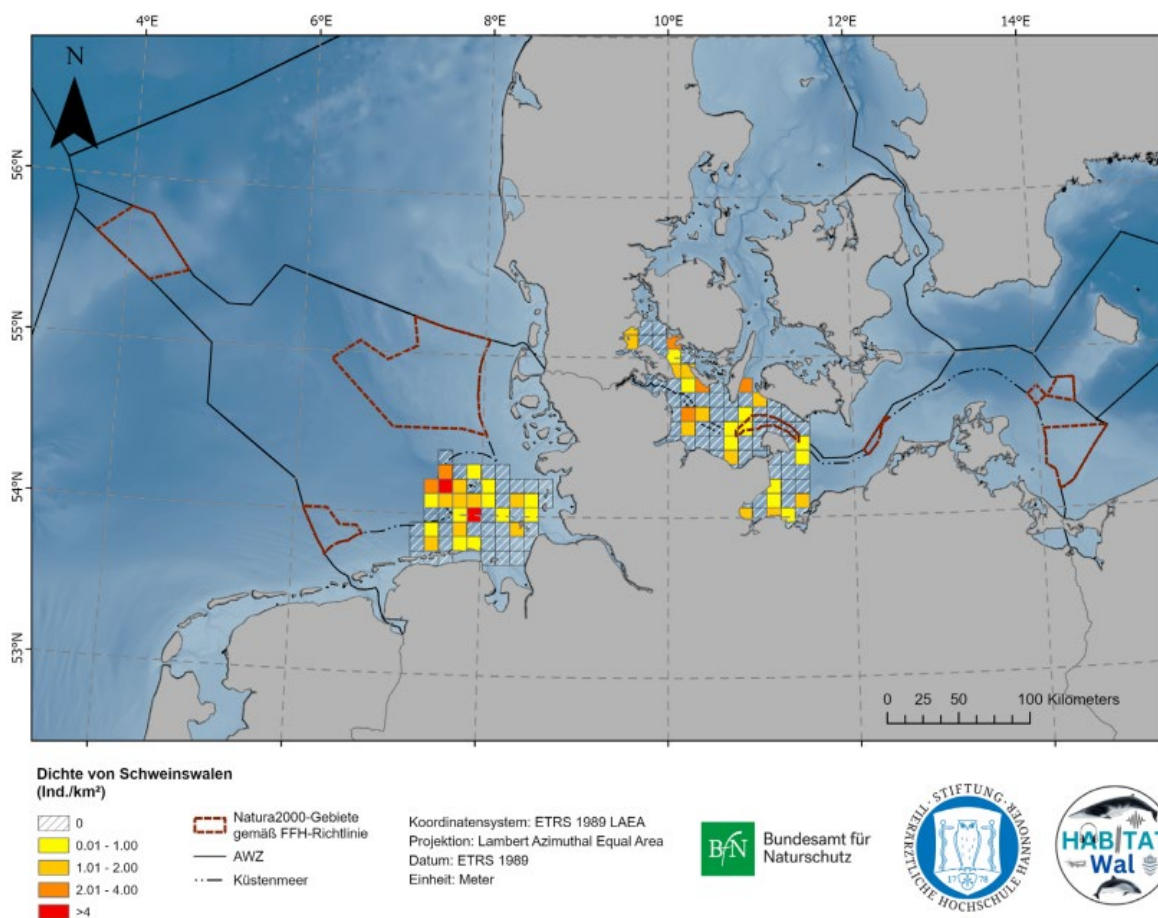 4°E 6°E 8°E 10°E 12°E 14°E
N
56°N
55°N
54°N
53°N
0 25 50 100 Kilometers
Dichte von Schweinswalen
(Ind./km²)
0
0.01 - 1.00
1.01 - 2.00
2.01 - 4.00
>4
Natura2000-Gebiete
gemäß FFH-Richtlinie
AWZ
Küstenmeer
Koordinatensystem: ETRS 1989 LAEA
Projektion: Lambert Azimuthal Equal Area
Datum: ETRS 1989
Einheit: Meter
BfN
Bundesamt für
Naturschutz
STIFTUNG · TIERÄRZTLICHE HOCHSCHULE HANNOVER
1778
HABITAT
Wal